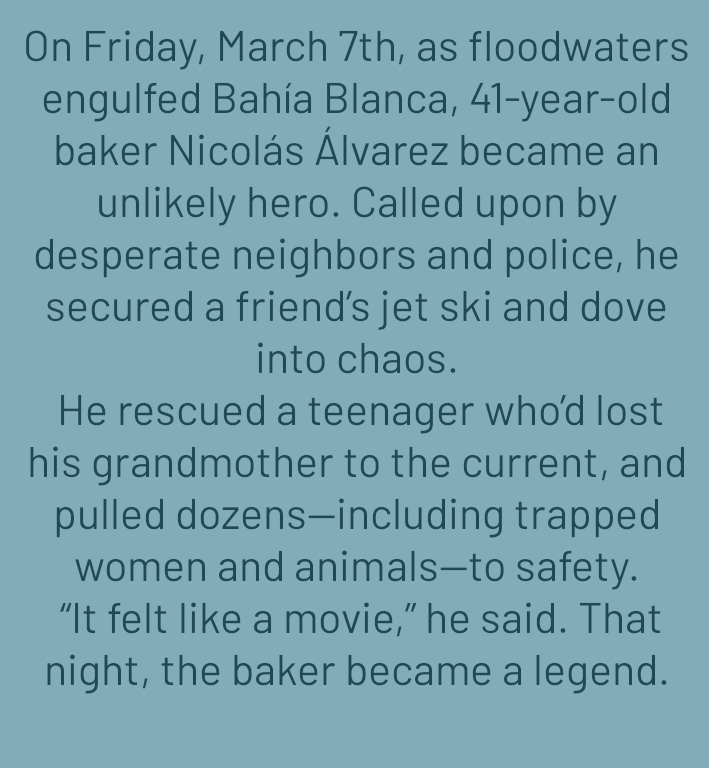 On Friday, March 7th, as floodwaters
engulfed Bahía Blanca, 41-year-old
baker Nicolás Álvarez became an
unlikely hero. Called upon by
desperate neighbors and police, he
secured a friend’s jet ski and dove
into chaos.
He rescued a teenager who’d lost
his grandmother to the current, and
pulled dozens—including trapped
women and animals—to safety.
“It felt like a movie,” he said. That
night, the baker became a legend.